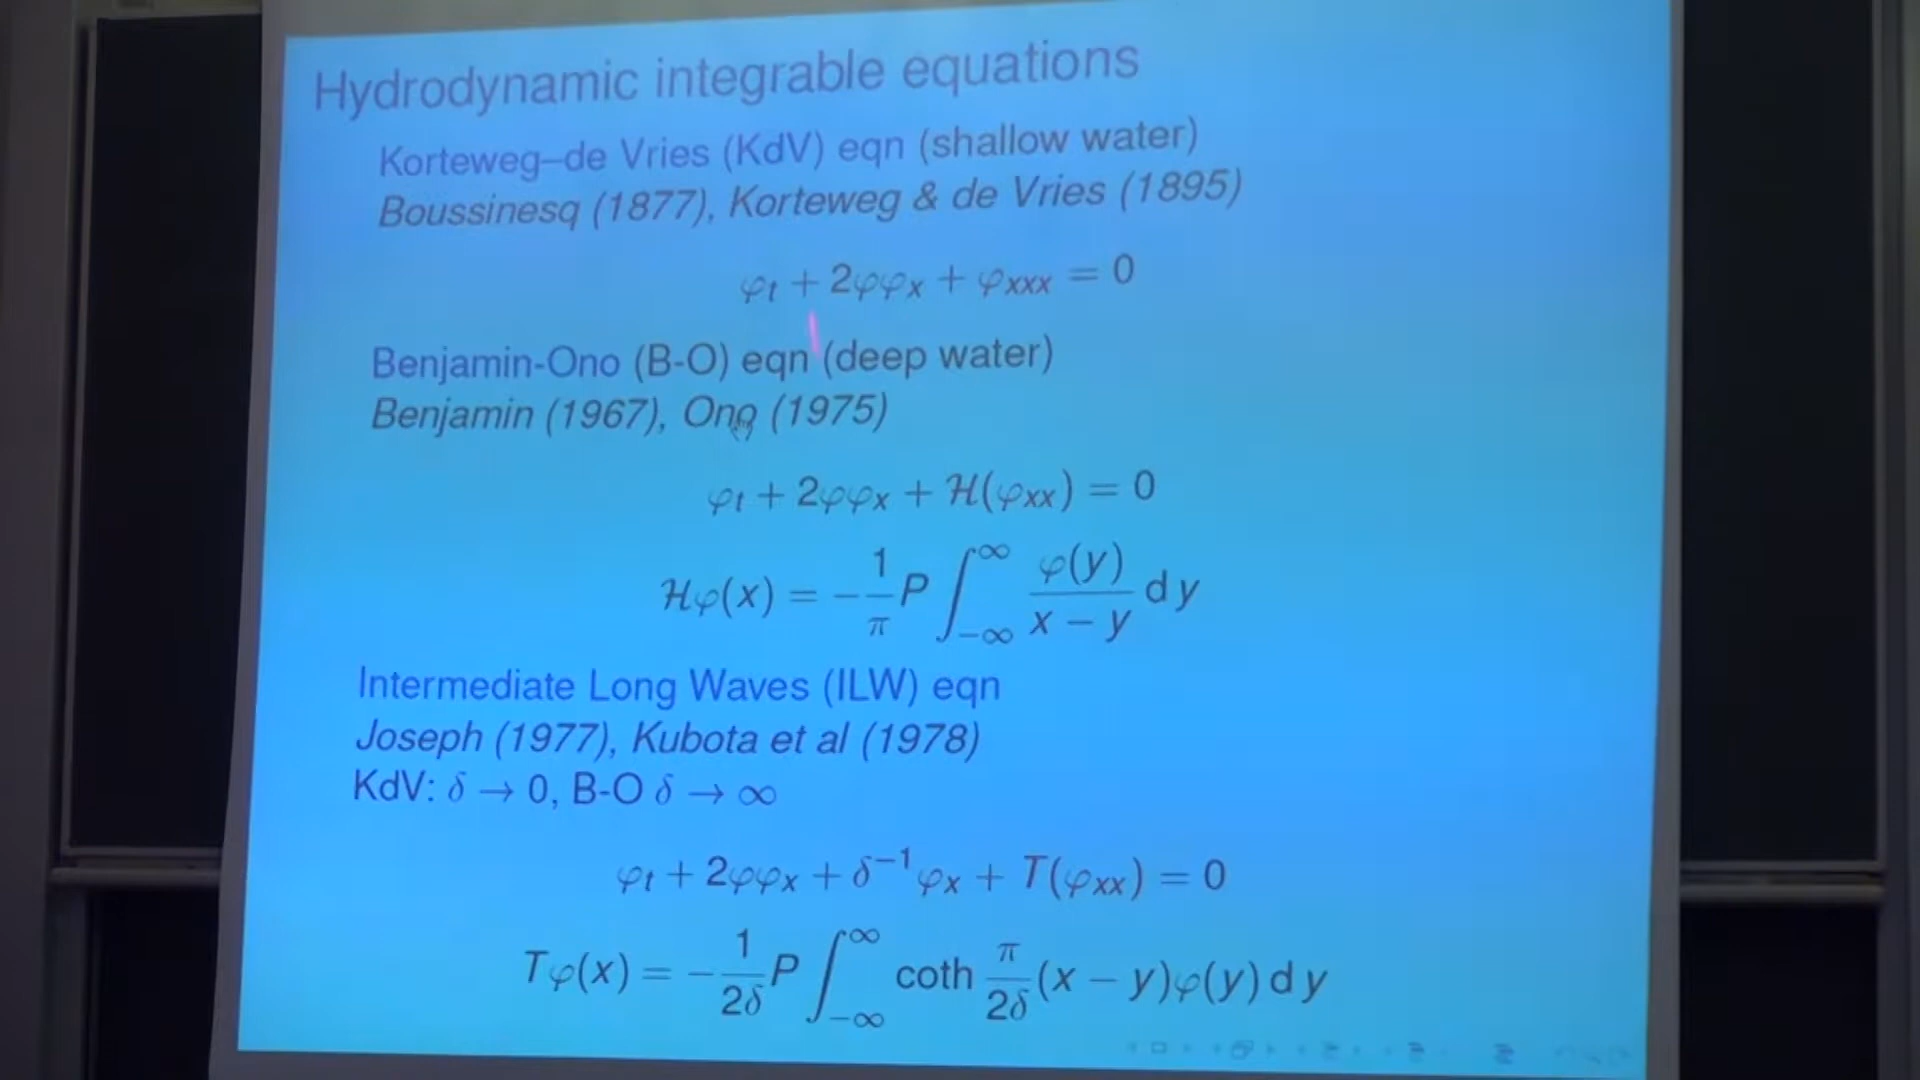 Hydrodynamic integrable equations
Korteweg–de Vries (KdV) eqn (shallow water)
Boussinesq (1877), Korteweg & de Vries (1895)
φₜ + 2φφₓ + φₓₓₓ = 0
Benjamin-Ono (B-O) eqn (deep water)
Benjamin (1967), Ono (1975)
φₜ + 2φφₓ + ℋ(φₓₓ) = 0
ℋφ(x) = −1/π P ∫_{−∞}^{∞} φ(y)/(x − y) dy
Intermediate Long Waves (ILW) eqn
Joseph (1977), Kubota et al (1978)
KdV: δ → 0, B-O δ → ∞
φₜ + 2φφₓ + δ⁻¹φₓ + T(φₓₓ) = 0
Tφ(x) = −1/2δ P ∫_{−∞}^{∞} coth π/2δ (x − y)φ(y) dy